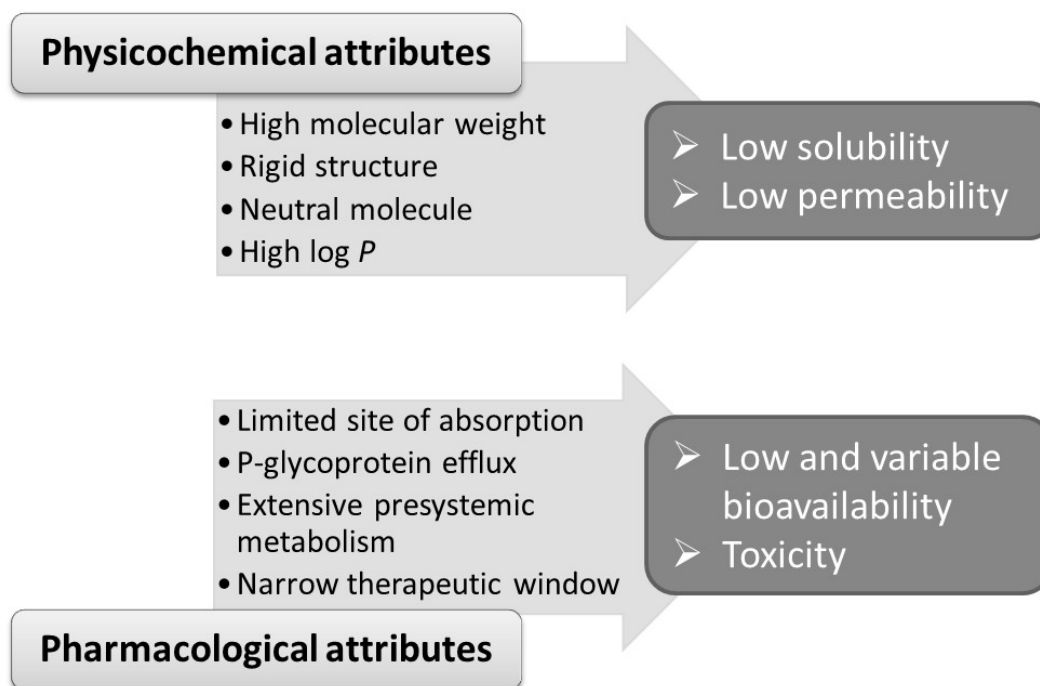 Physicochemical attributes
• High molecular weight
• Rigid structure
• Neutral molecule
• High log P
➢ Low solubility
➢ Low permeability
• Limited site of absorption
• P-glycoprotein efflux
• Extensive presystemic
metabolism
• Narrow therapeutic window
➢ Low and variable
bioavailability
➢ Toxicity
Pharmacological attributes